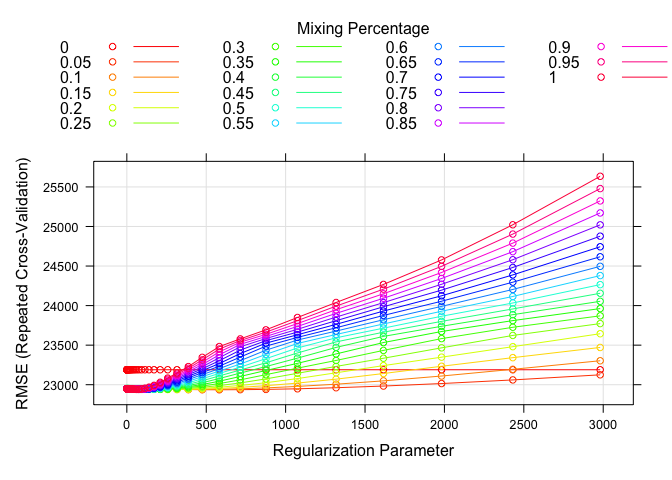 Mixing Percentage
0 0.3 0.6 0.9
0.05 0.35 0.65 0.95
0.1 0.4 0.7 1
0.15 0.45 0.75
0.2 0.5 0.8
0.25 0.55 0.85
RMSE (Repeated Cross-Validation)
25500
25000
24500
24000
23500
23000
0 500 1000 1500 2000 2500 3000
Regularization Parameter